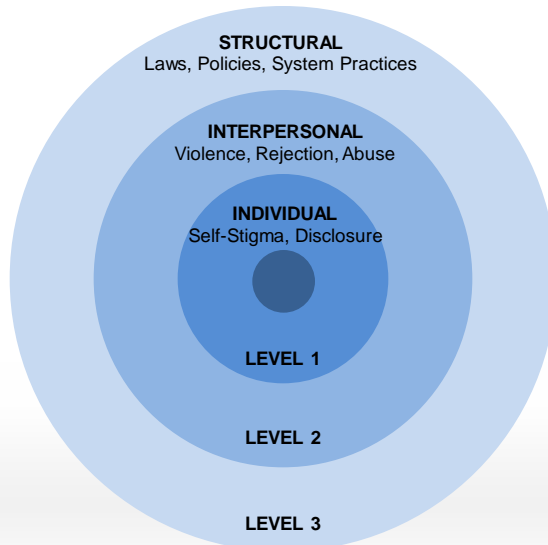 STRUCTURAL
Laws, Policies, System Practices
INTERPERSONAL
Violence, Rejection, Abuse
INDIVIDUAL
Self-Stigma, Disclosure
LEVEL 1
LEVEL 2
LEVEL 3